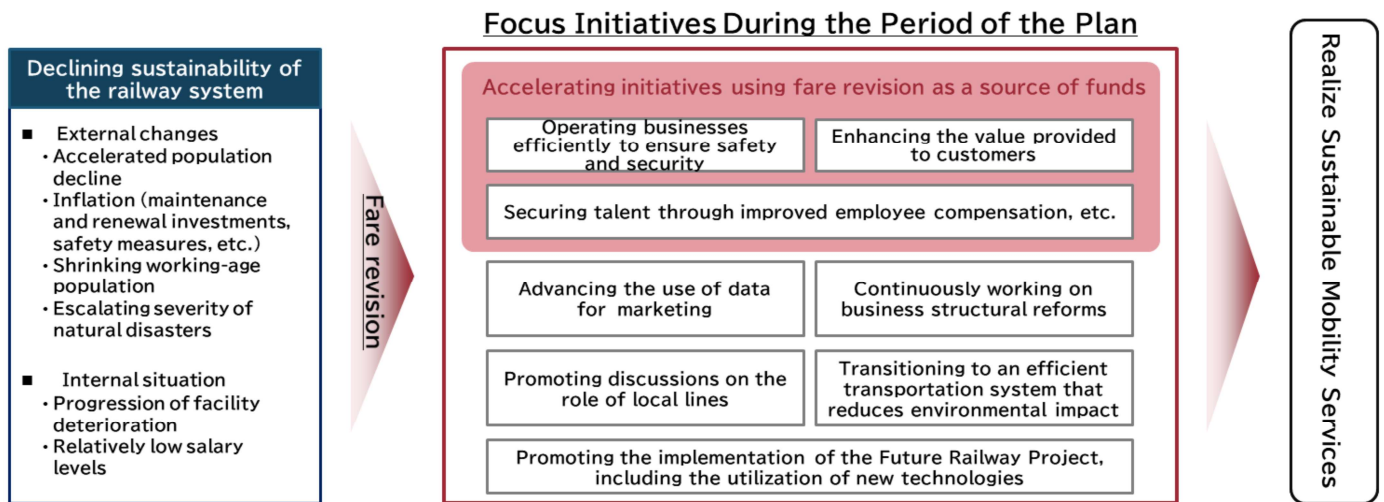 Focus Initiatives During the Period of the Plan
Declining sustainability of
the railway system
■ External changes
・Accelerated population
decline
・Inflation (maintenance
and renewal investments,
safety measures, etc.)
・Shrinking working-age
population
・Escalating severity of
natural disasters
■ Internal situation
・Progression of facility
deterioration
・Relatively low salary
levels
Fare revision
Accelerating initiatives using fare revision as a source of funds
Operating businesses
efficiently to ensure safety
and security
Enhancing the value provided
to customers
Securing talent through improved employee compensation, etc.
Advancing the use of data
for marketing
Continuously working on
business structural reforms
Promoting discussions on the
role of local lines
Transitioning to an efficient
transportation system that
reduces environmental impact
Promoting the implementation of the Future Railway Project,
including the utilization of new technologies
Realize Sustainable Mobility Services